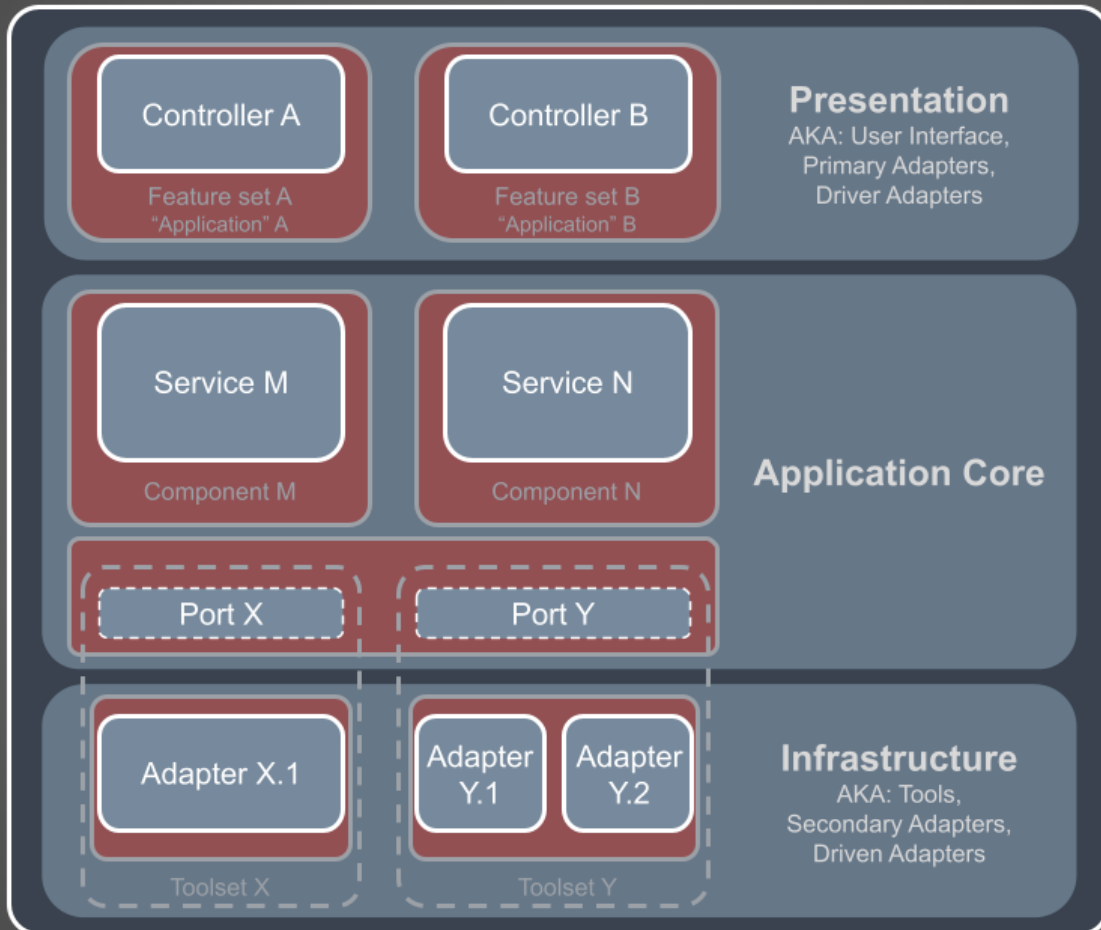 Controller A
Feature set A
“Application” A
Controller B
Feature set B
“Application” B
Presentation
AKA: User Interface,
Primary Adapters,
Driver Adapters
Service M
Component M
Service N
Component N
Application Core
Port X
Port Y
Adapter X.1
Toolset X
Adapter
Y.1
Adapter
Y.2
Toolset Y
Infrastructure
AKA: Tools,
Secondary Adapters,
Driven Adapters